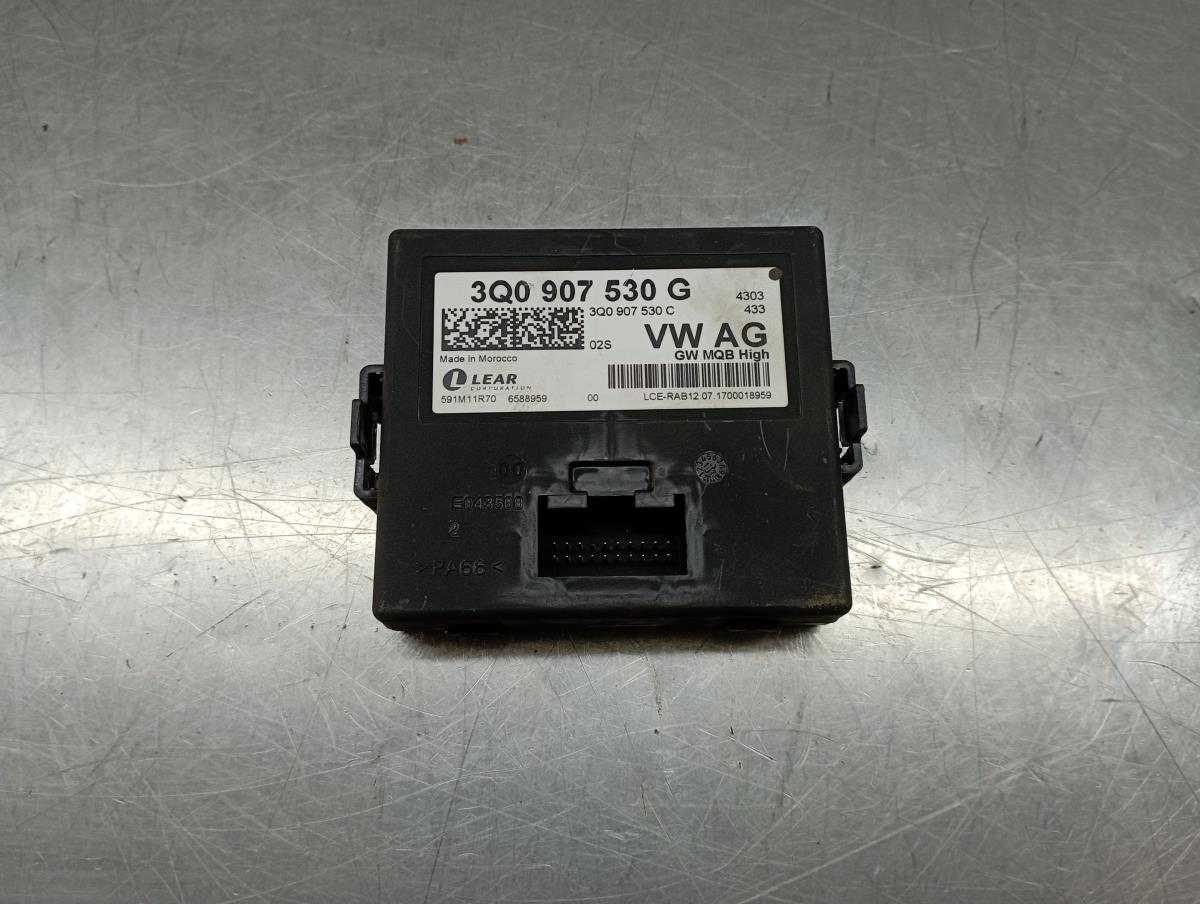 3Q0 907 530 G
4303
3Q0 907 530 C
433
02S
VW AG
Made in Morocco
GW MQB High
LEAR
CORPORATION
591M11R70 6588959 00 LCE-RAB12.07.1700018959
00
E043500
2
>PA66<